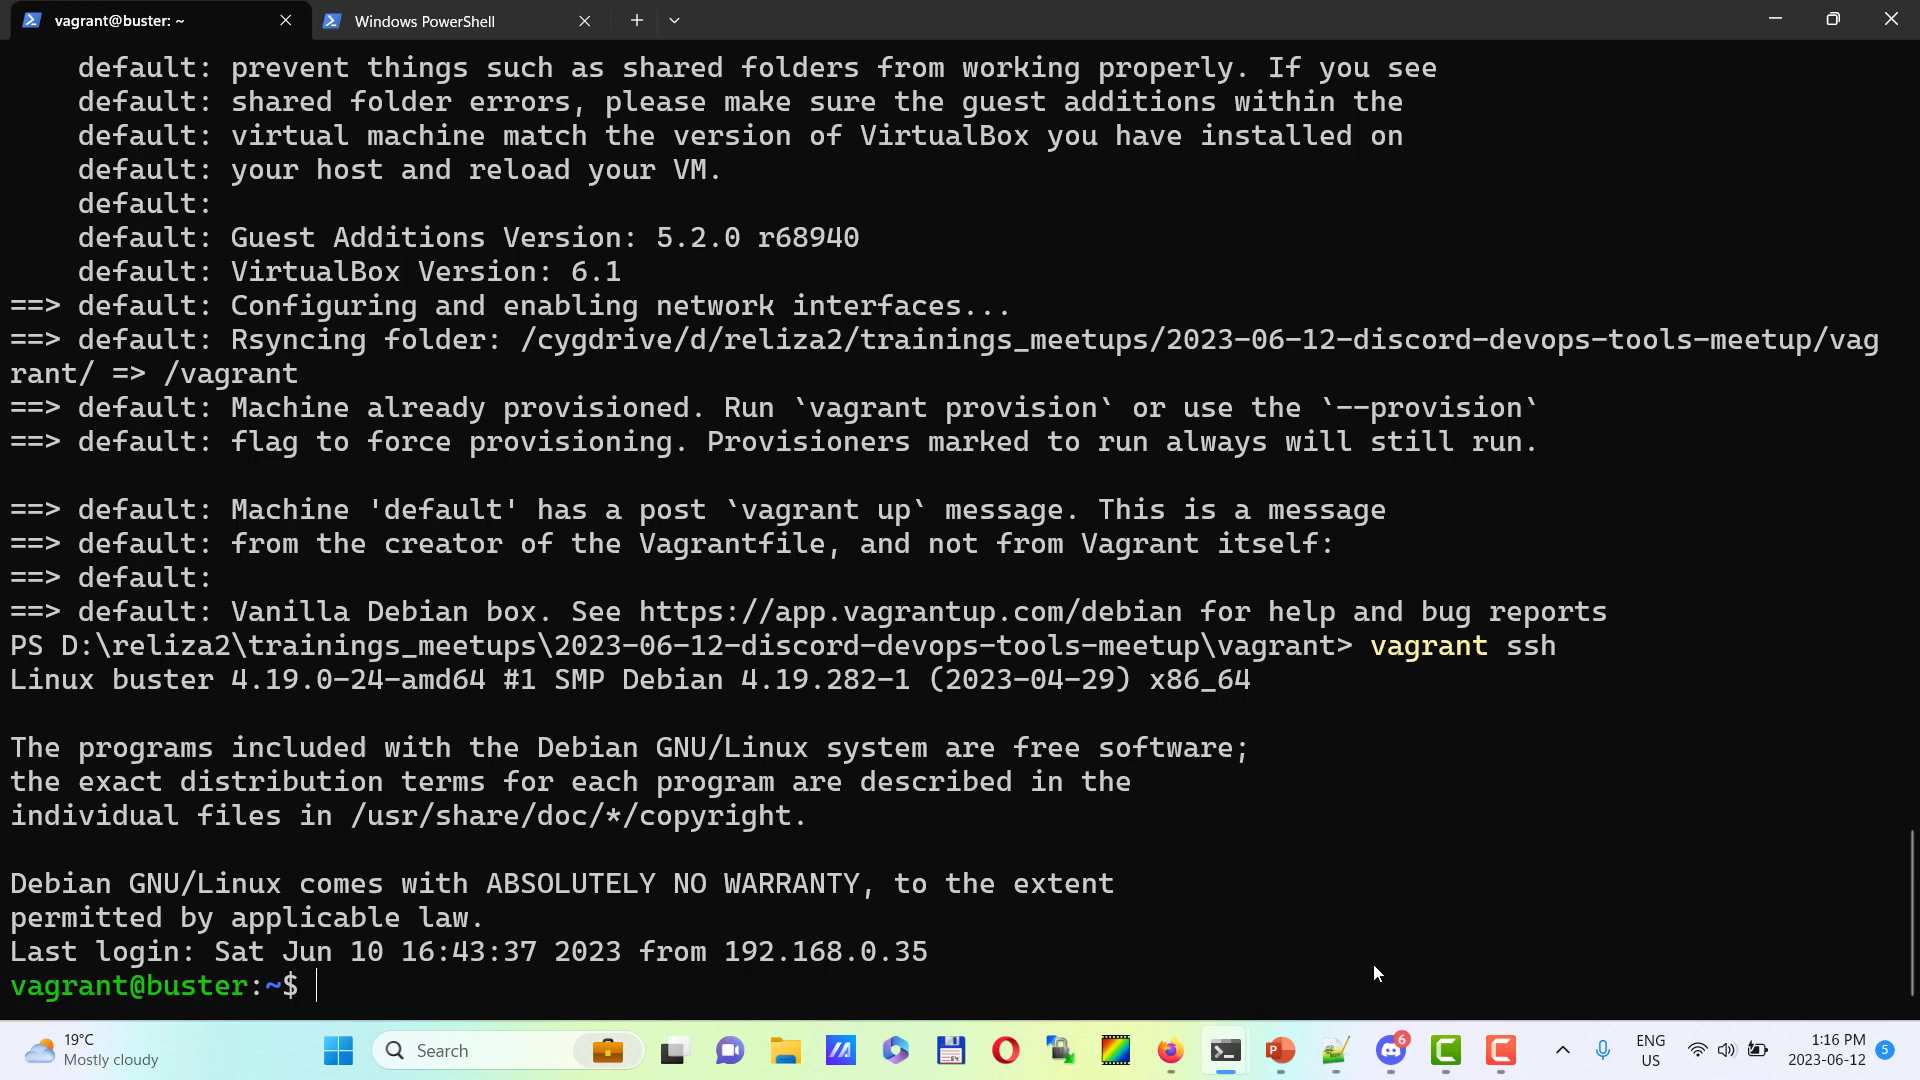 vagrant@buster: ~
Windows PowerShell
default: prevent things such as shared folders from working properly. If you see
default: shared folder errors, please make sure the guest additions within the
default: virtual machine match the version of VirtualBox you have installed on
default: your host and reload your VM.
default:
default: Guest Additions Version: 5.2.0 r68940
default: VirtualBox Version: 6.1
==> default: Configuring and enabling network interfaces...
==> default: Rsyncing folder: /cygdrive/d/reliza2/trainings_meetups/2023-06-12-discord-devops-tools-meetup/vag
rant/ => /vagrant
==> default: Machine already provisioned. Run `vagrant provision` or use the `--provision`
==> default: flag to force provisioning. Provisioners marked to run always will still run.
==> default: Machine 'default' has a post `vagrant up` message. This is a message
==> default: from the creator of the Vagrantfile, and not from Vagrant itself:
==> default:
==> default: Vanilla Debian box. See https://app.vagrantup.com/debian for help and bug reports
PS D:\reliza2\trainings_meetups\2023-06-12-discord-devops-tools-meetup\vagrant> vagrant ssh
Linux buster 4.19.0-24-amd64 #1 SMP Debian 4.19.282-1 (2023-04-29) x86_64
The programs included with the Debian GNU/Linux system are free software;
the exact distribution terms for each program are described in the
individual files in /usr/share/doc/*/copyright.
Debian GNU/Linux comes with ABSOLUTELY NO WARRANTY, to the extent
permitted by applicable law.
Last login: Sat Jun 10 16:43:37 2023 from 192.168.0.35
vagrant@buster:~$
19°C
Mostly cloudy
Search
6
ENG
US
1:16 PM
2023-06-12
5